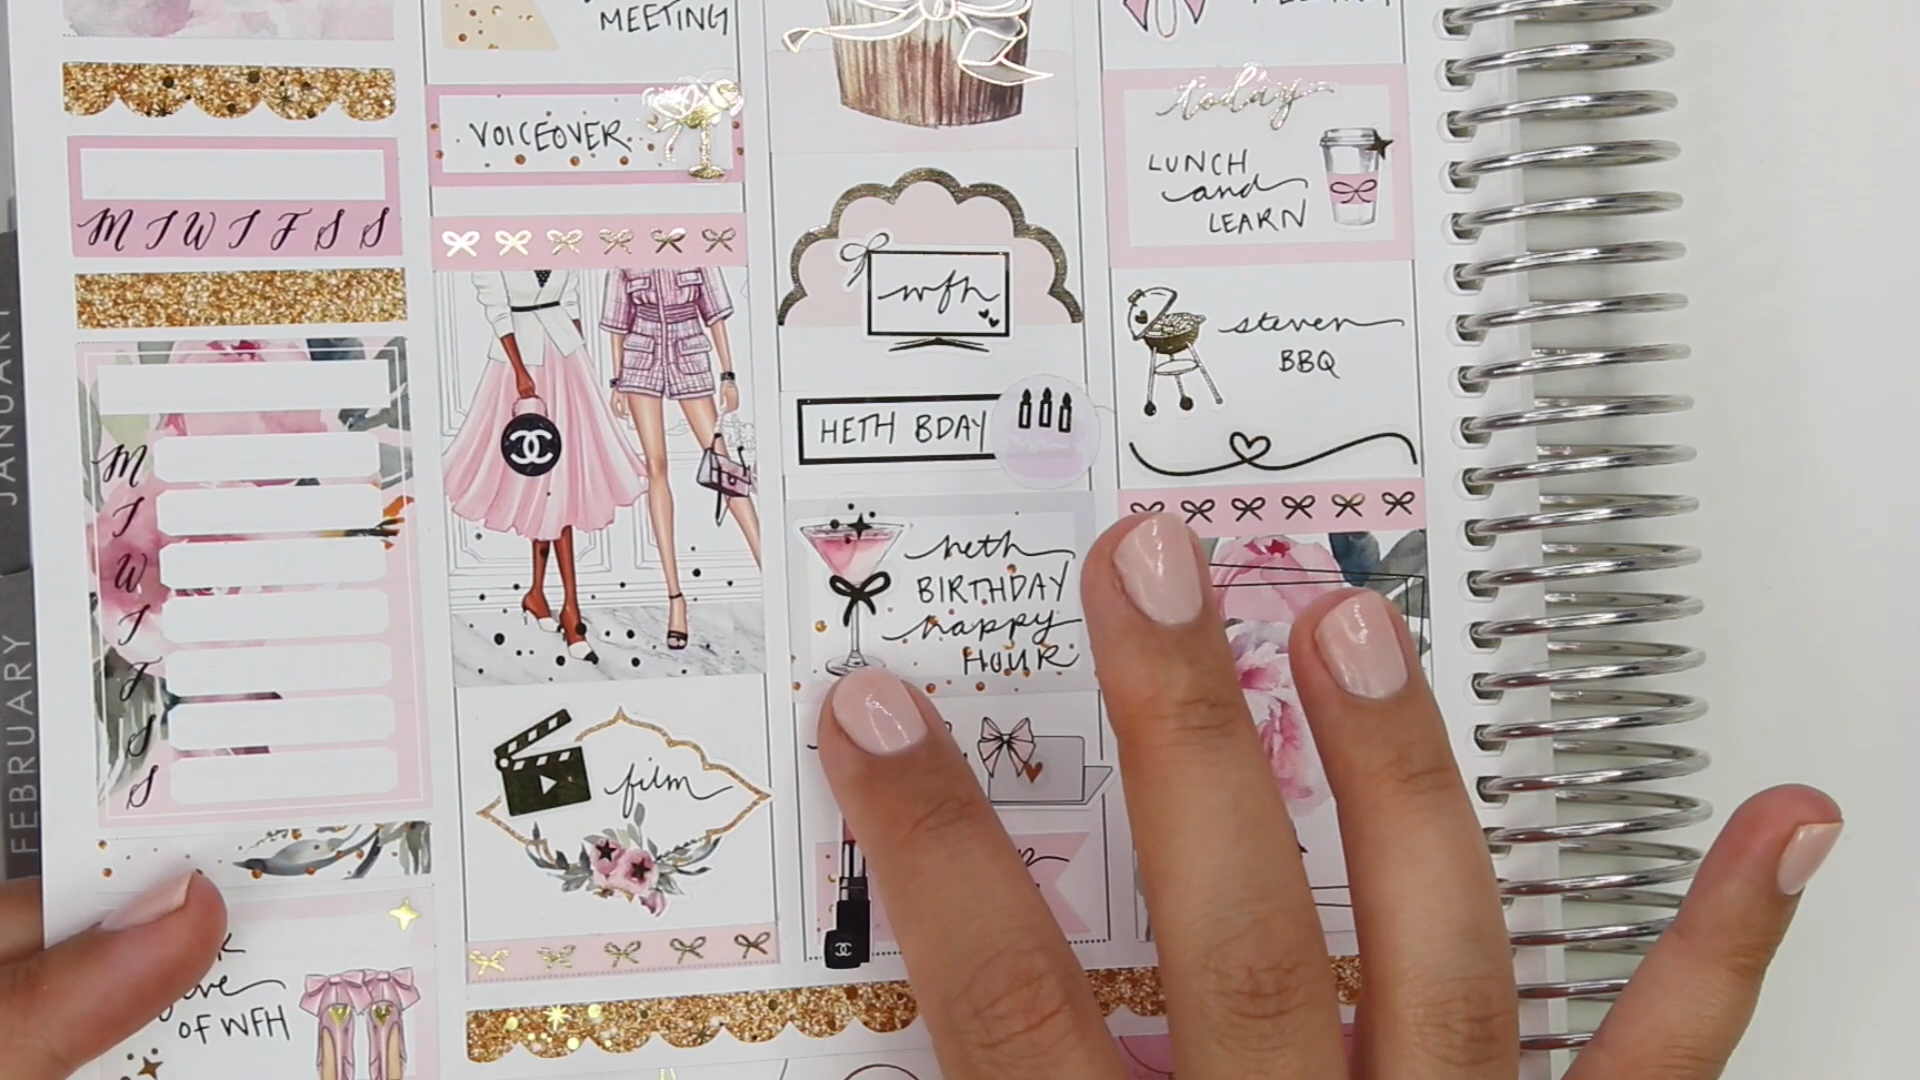 JANUARY
FEBRUARY
M T W T F S S
M
T
W
T
F
S
S
of WFH
MEETING
VOICEOVER
film
wfh
HETH BDAY
heth
BIRTHDAY
happy
HOUR
today
LUNCH
and
LEARN
steven
BBQ